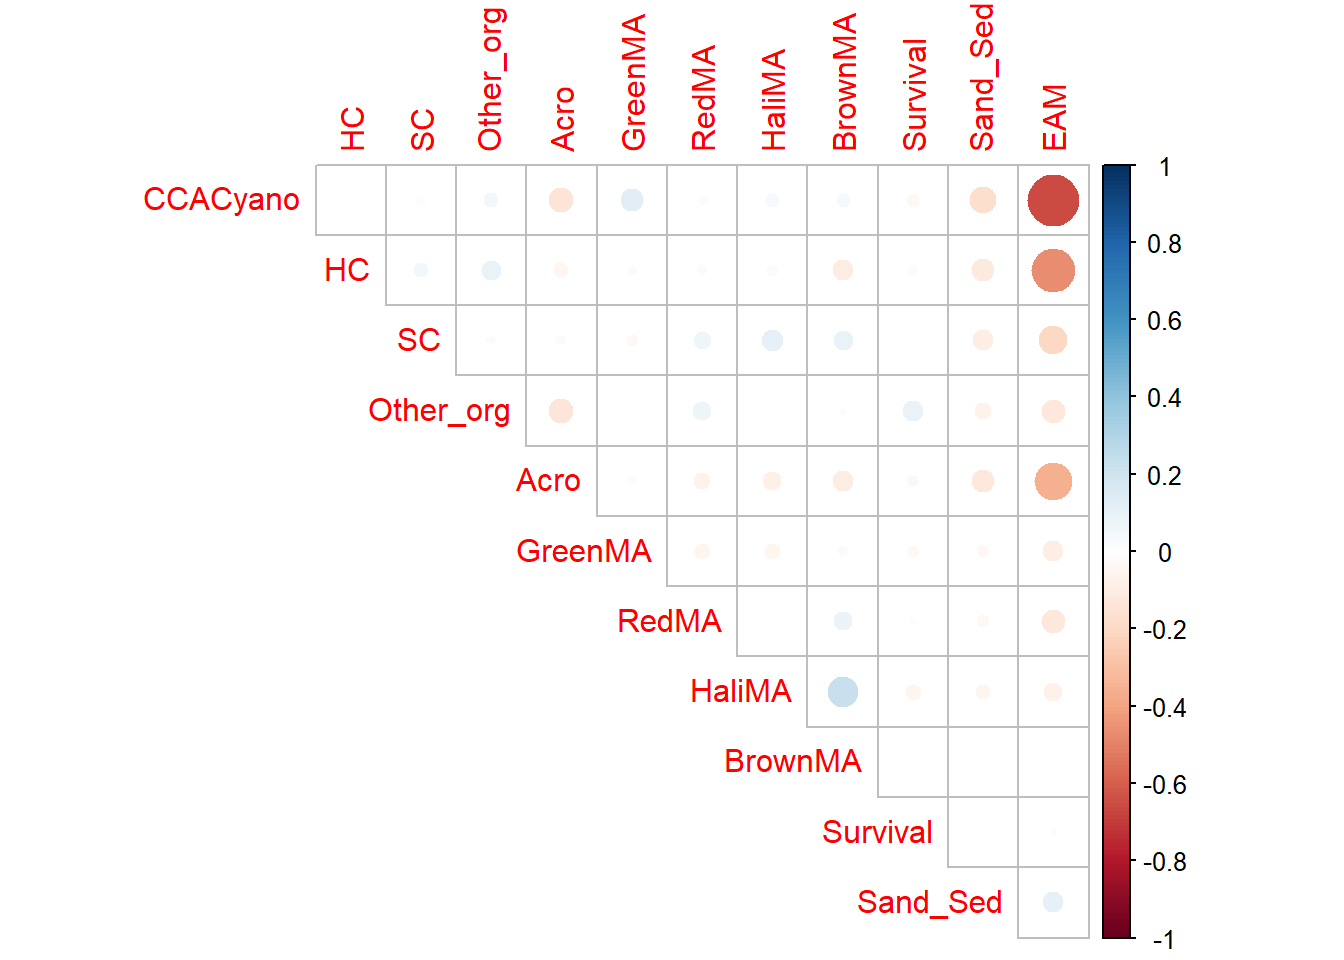 HC
SC
Other_org
Acro
GreenMA
RedMA
HaliMA
BrownMA
Survival
Sand_Sed
EAM
CCACyano
HC
SC
Other_org
Acro
GreenMA
RedMA
HaliMA
BrownMA
Survival
Sand_Sed
1
0.8
0.6
0.4
0.2
0
-0.2
-0.4
-0.6
-0.8
-1